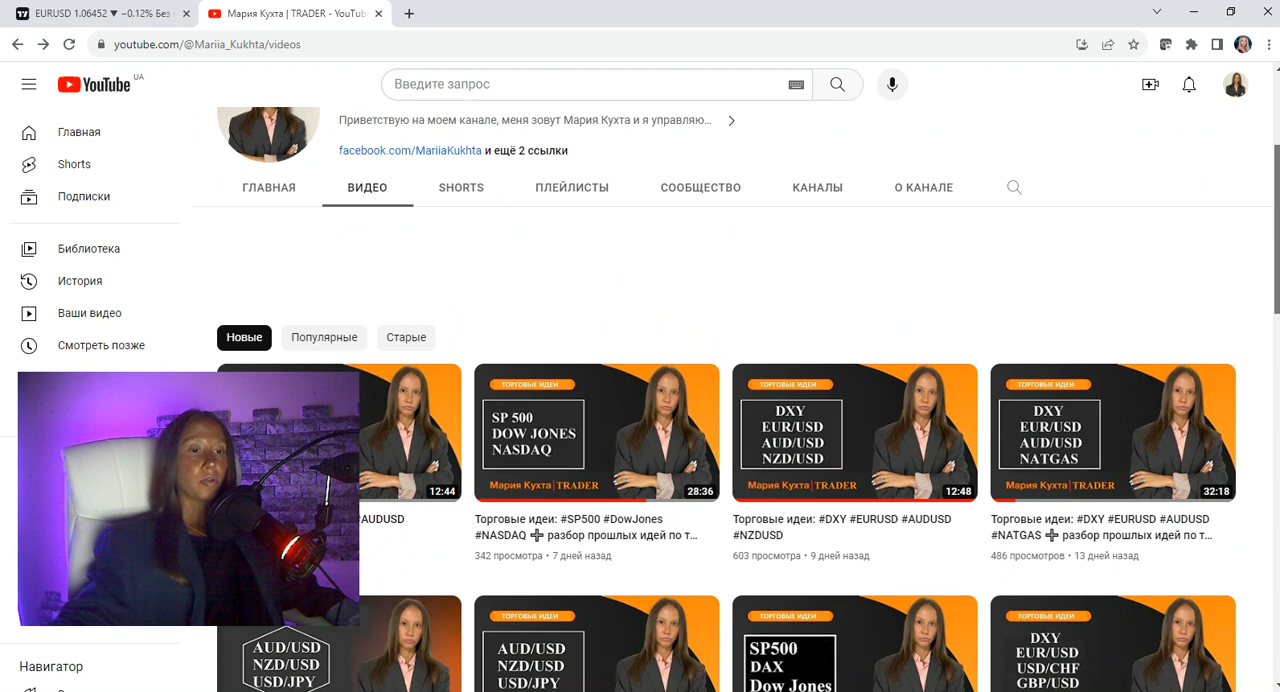 EURUSD 1.06452 ▼ −0.12% Без
Мария Кухта | TRADER - YouTub
youtube.com/@Mariia_Kukhta/videos
YouTube UA
Введите запрос
Главная
Shorts
Подписки
Библиотека
История
Ваши видео
Смотреть позже
Навигатор
Приветствую на моем канале, меня зовут Мария Кухта и я управляю...
facebook.com/MariiaKukhta и ещё 2 ссылки
ГЛАВНАЯ ВИДЕО SHORTS ПЛЕЙЛИСТЫ СООБЩЕСТВО КАНАЛЫ О КАНАЛЕ
Новые Популярные Старые
12:44
#AUDUSD
ТОРГОВЫЕ ИДЕИ
SP 500
DOW JONES
NASDAQ
Мария Кухта|TRADER
28:36
Торговые идеи: #SP500 #DowJones
#NASDAQ ➕ разбор прошлых идей по т...
342 просмотра • 7 дней назад
ТОРГОВЫЕ ИДЕИ
DXY
EUR/USD
AUD/USD
NZD/USD
Мария Кухта|TRADER
12:48
Торговые идеи: #DXY #EURUSD #AUDUSD
#NZDUSD
603 просмотра • 9 дней назад
ТОРГОВЫЕ ИДЕИ
DXY
EUR/USD
AUD/USD
NATGAS
Мария Кухта|TRADER
32:18
Торговые идеи: #DXY #EURUSD #AUDUSD
#NATGAS ➕ разбор прошлых идей по т...
486 просмотров • 13 дней назад
AUD/USD
NZD/USD
USD/JPY
ТОРГОВЫЕ ИДЕИ
AUD/USD
NZD/USD
USD/JPY
ТОРГОВЫЕ ИДЕИ
SP500
DAX
Dow Jones
ТОРГОВЫЕ ИДЕИ
DXY
EUR/USD
USD/CHF
GBP/USD